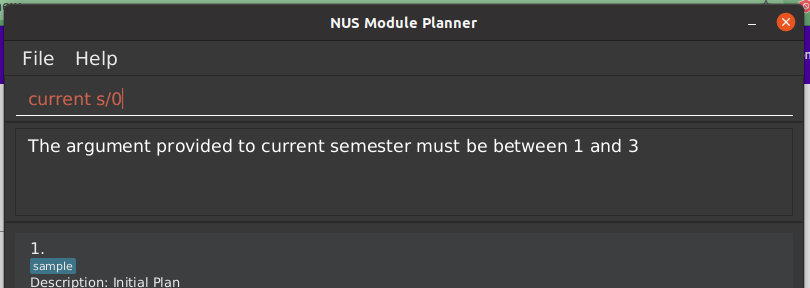 NUS Module Planner
File Help
current s/0
The argument provided to current semester must be between 1 and 3
1.
sample
Description: Initial Plan